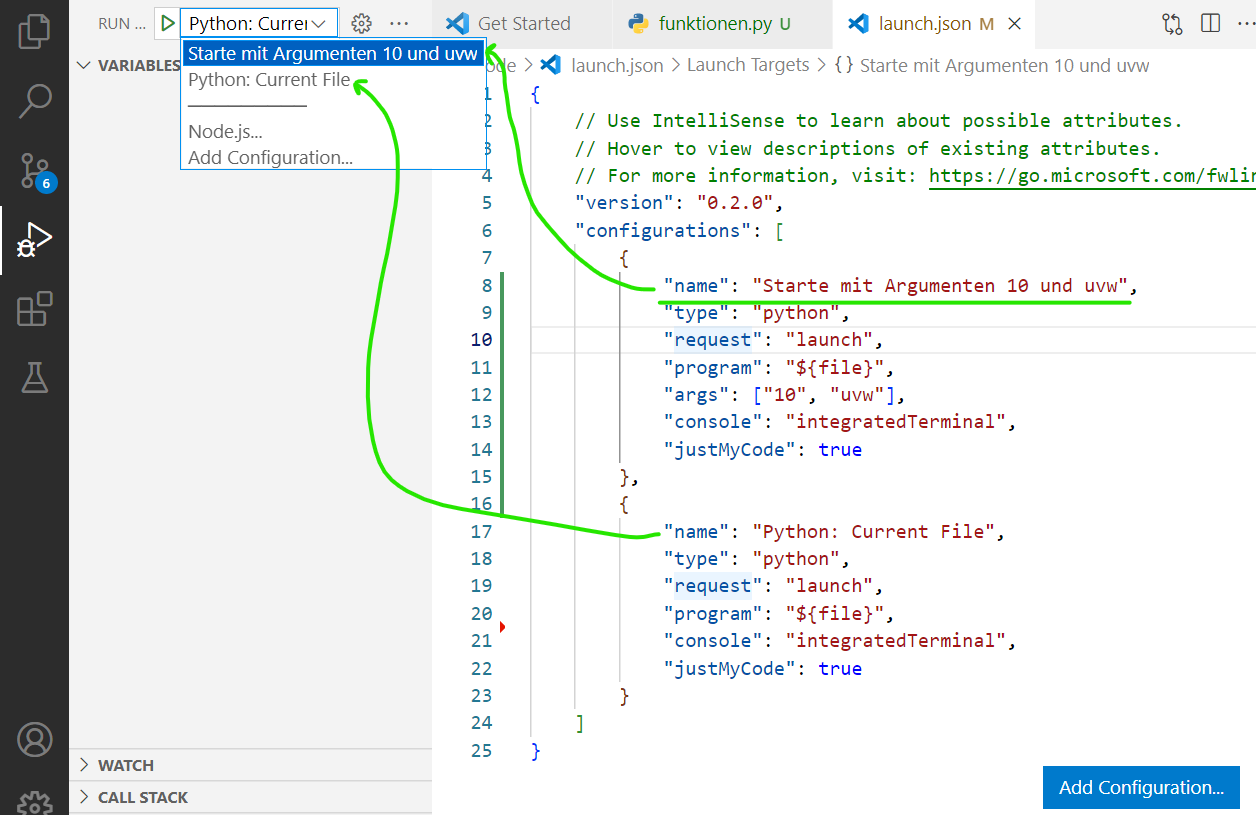 RUN ...
Python: Curre
Get Started
funktionen.py U
launch.json M
Starte mit Argumenten 10 und uvw
Python: Current File
Node.js...
Add Configuration...
VARIABLES
6
launch.json > Launch Targets > {} Starte mit Argumenten 10 und uvw
1 {
2 // Use IntelliSense to learn about possible attributes.
3 // Hover to view descriptions of existing attributes.
4 // For more information, visit: https://go.microsoft.com/fwlin
5 "version": "0.2.0",
6 "configurations": [
7 {
8 "name": "Starte mit Argumenten 10 und uvw",
9 "type": "python",
10 "request": "launch",
11 "program": "${file}",
12 "args": ["10", "uvw"],
13 "console": "integratedTerminal",
14 "justMyCode": true
15 },
16 {
17 "name": "Python: Current File",
18 "type": "python",
19 "request": "launch",
20 "program": "${file}",
21 "console": "integratedTerminal",
22 "justMyCode": true
23 }
24 ]
25 }
WATCH
CALL STACK
Add Configuration...